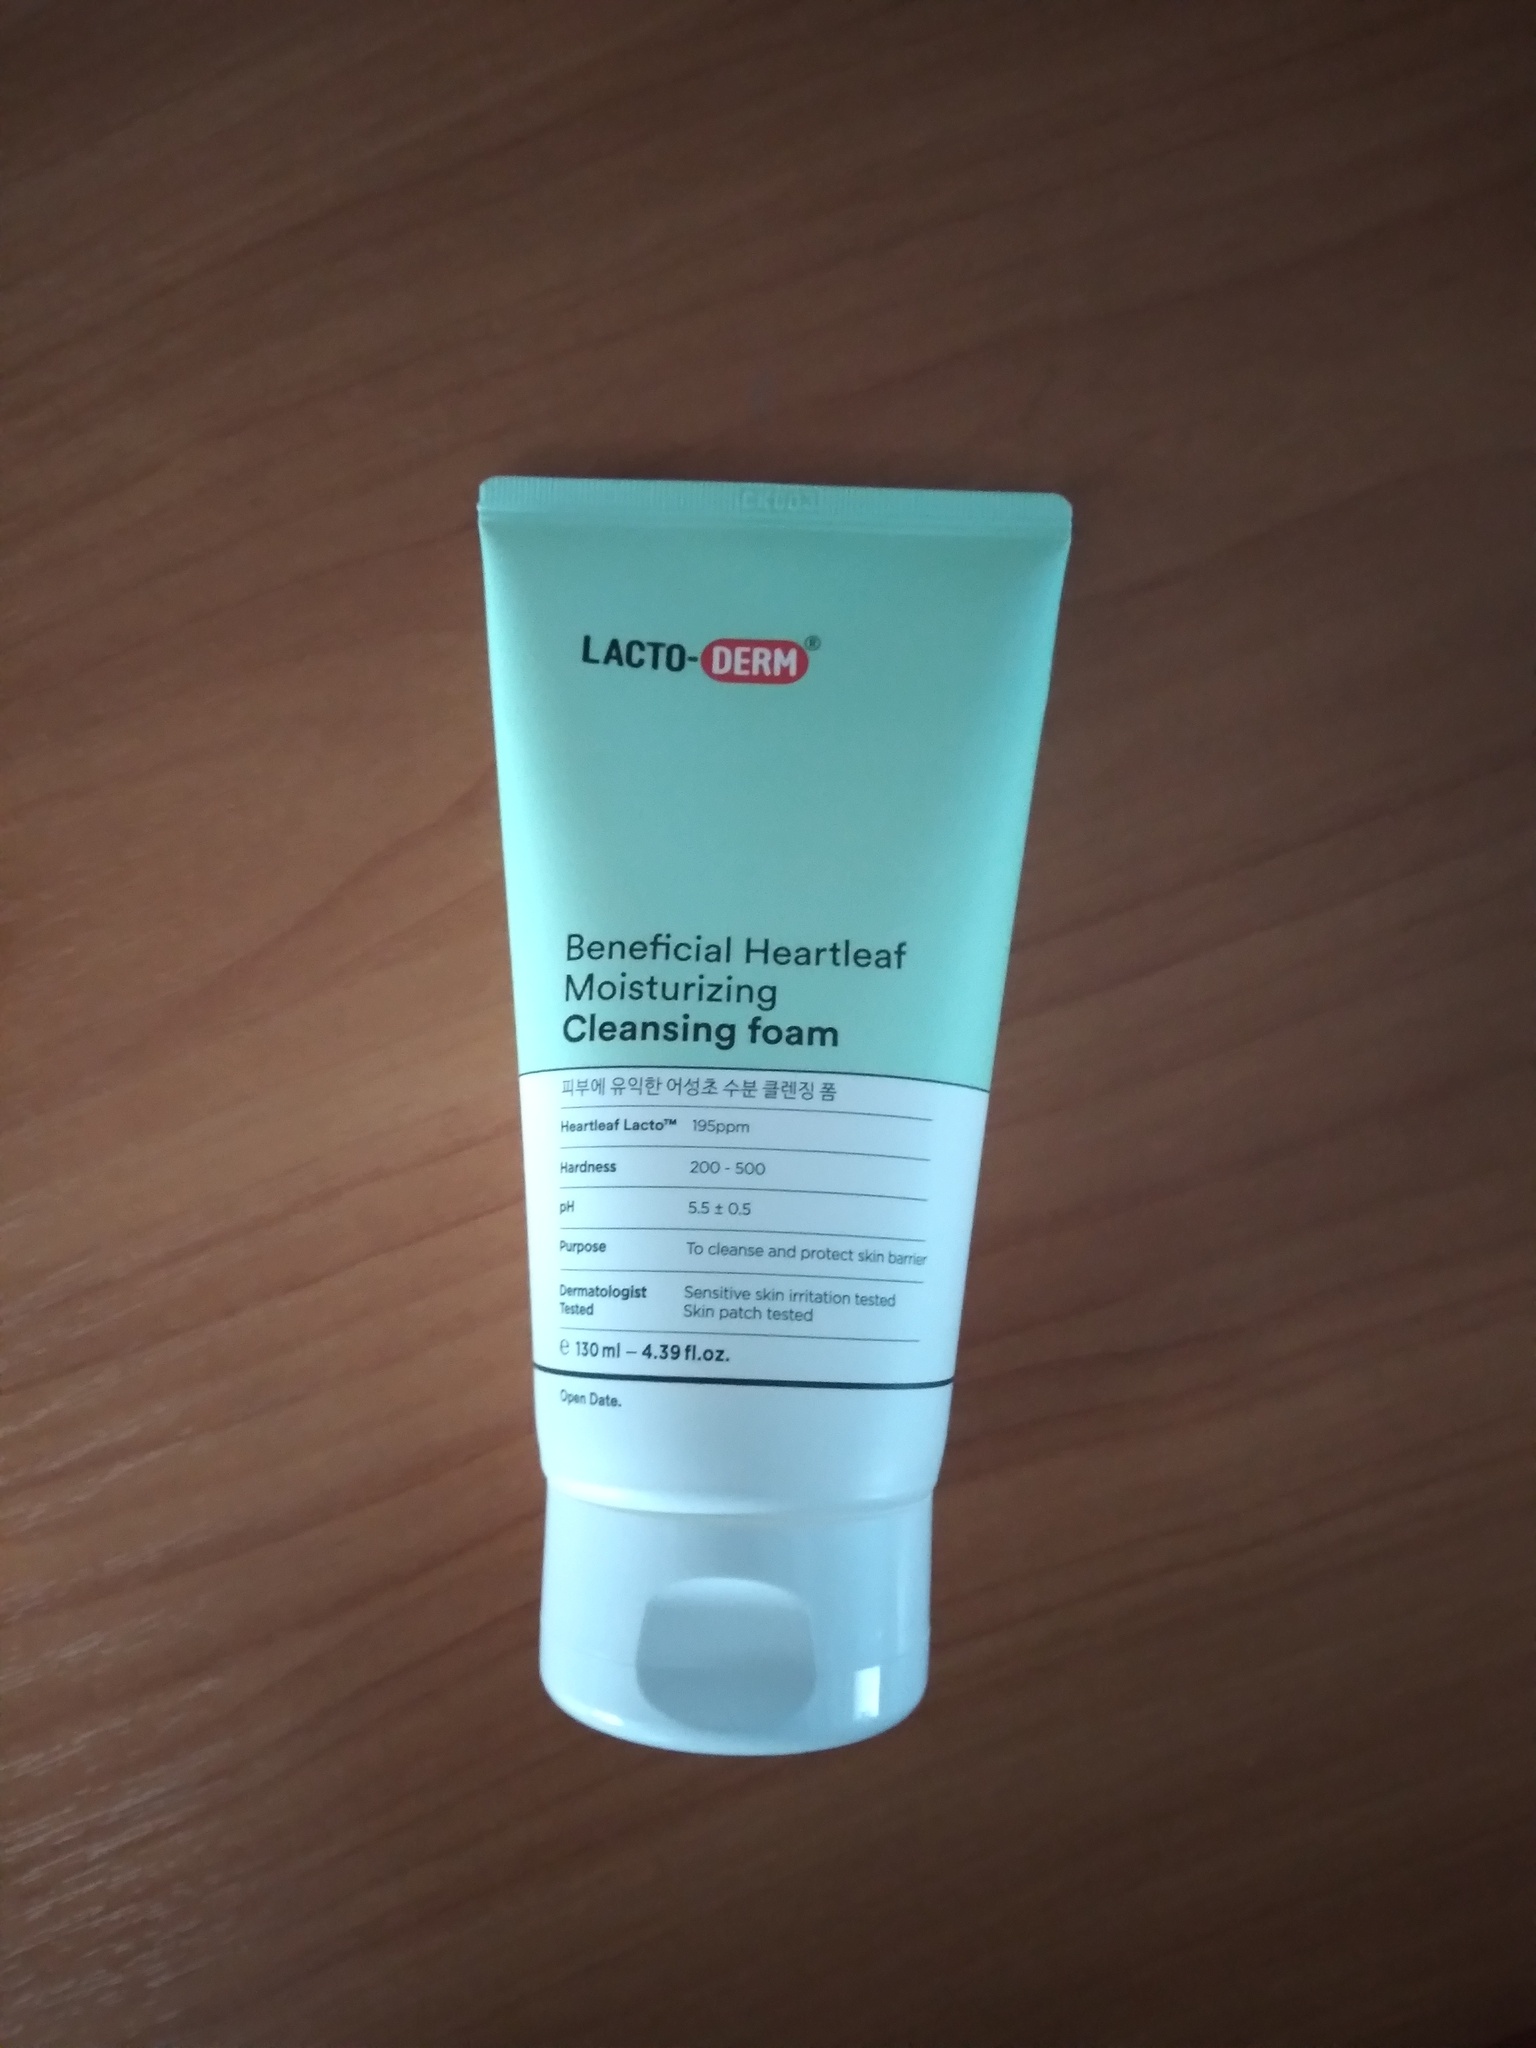 LACTO-DERM®
Beneficial Heartleaf
Moisturizing
Cleansing foam
피부에 유익한 어성초 수분 클렌징 폼
Heartleaf Lacto™ 195ppm
Hardness 200 - 500
pH 5.5 ± 0.5
Purpose To cleanse and protect skin barrier
Dermatologist Sensitive skin irritation tested
Tested Skin patch tested
℮ 130 ml – 4.39 fl.oz.
Open Date.